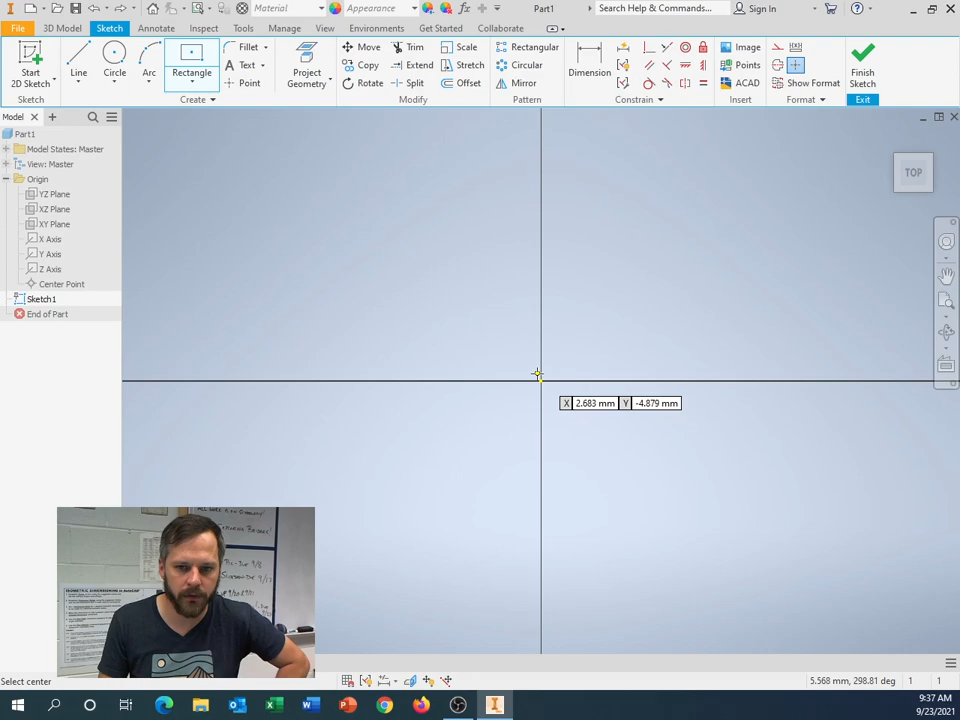 Material
Appearance
fx
Part1
Search Help & Commands...
Sign In
File
3D Model
Sketch
Annotate
Inspect
Tools
Manage
View
Environments
Get Started
Collaborate
Start
2D Sketch
Line
Circle
Arc
Rectangle
Fillet
Text
Point
Project
Geometry
Move
Copy
Rotate
Trim
Extend
Split
Scale
Stretch
Offset
Rectangular
Circular
Mirror
Dimension
Image
Points
ACAD
Show Format
Finish
Sketch
Sketch
Create
Modify
Pattern
Constrain
Insert
Format
Exit
Model
Part1
Model States: Master
View: Master
Origin
YZ Plane
XZ Plane
XY Plane
X Axis
Y Axis
Z Axis
Center Point
Sketch1
End of Part
TOP
X 2.683 mm Y -4.879 mm
Select center
5.568 mm, 298.81 deg 1 1
9:37 AM
9/23/2021